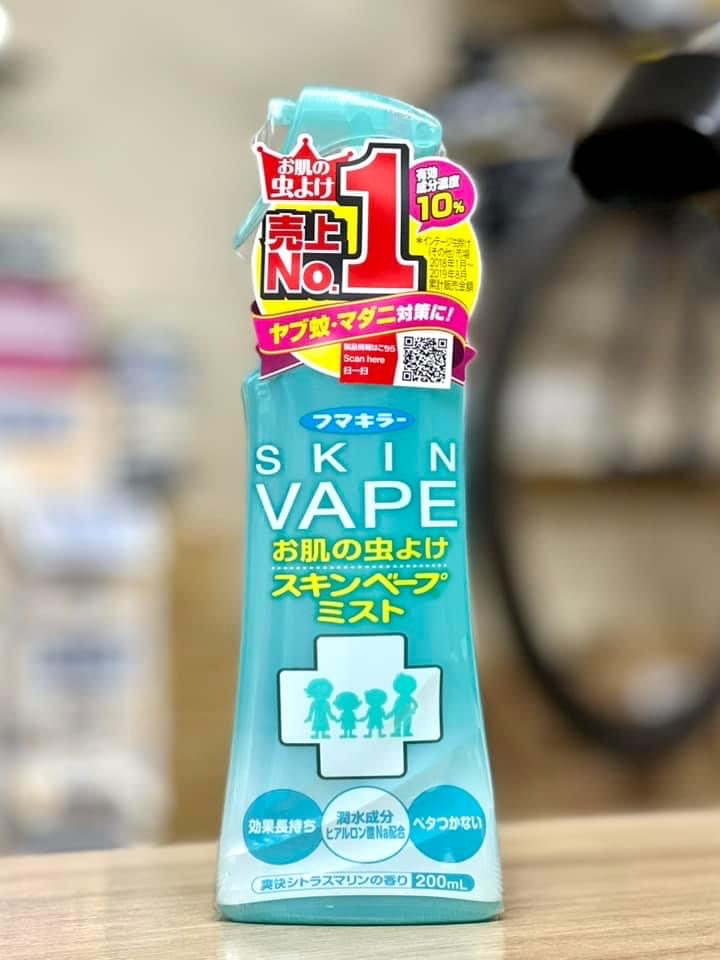 お肌の
虫よけ
売上
No.1
有効
成分濃度
10%
*インテージ虫除け
(その他)市場
2018年1月~
2019年8月
累計販売金額
ヤブ蚊・マダニ対策に!
製品情報はこちら
Scan here
扫一扫
フマキラー
SKIN
VAPE
お肌の虫よけ
スキンベープ
ミスト
効果長持ち
潤水成分
ヒアルロン酸Na配合
ベタつかない
爽快シトラスマリンの香り 200mL